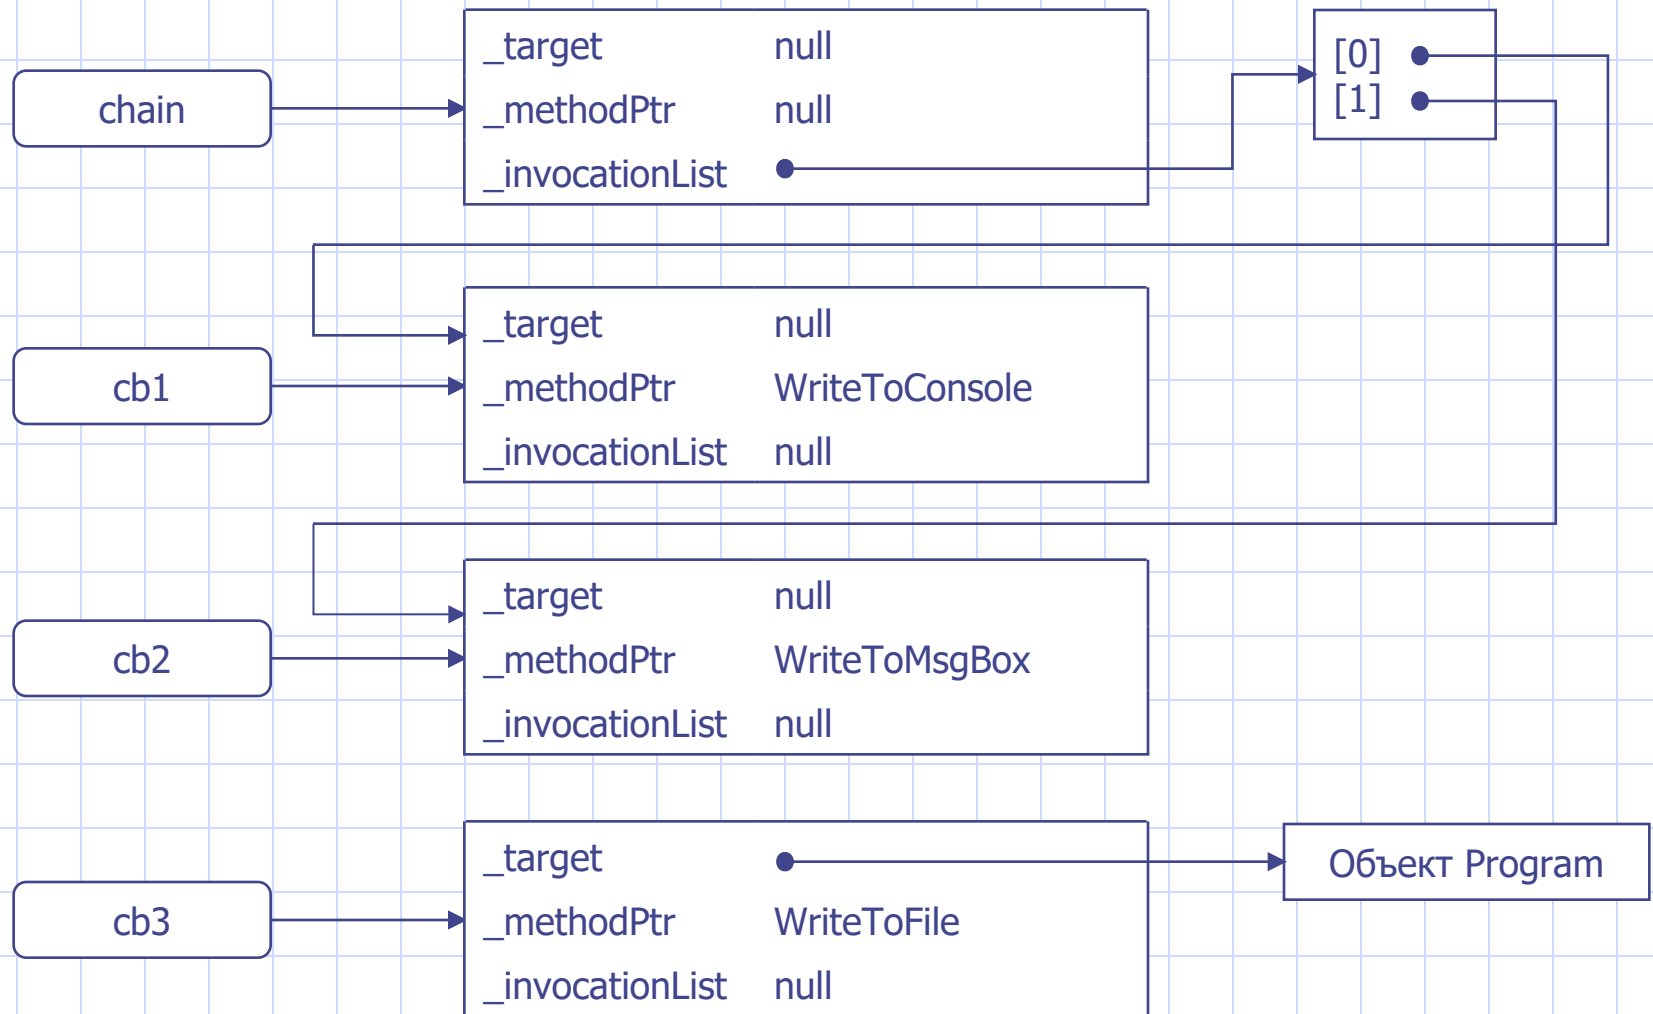 chain
_target null
_methodPtr null
_invocationList
[0]
[1]
cb1
_target null
_methodPtr WriteToConsole
_invocationList null
cb2
_target null
_methodPtr WriteToMsgBox
_invocationList null
cb3
_target
_methodPtr WriteToFile
_invocationList null
Объект Program